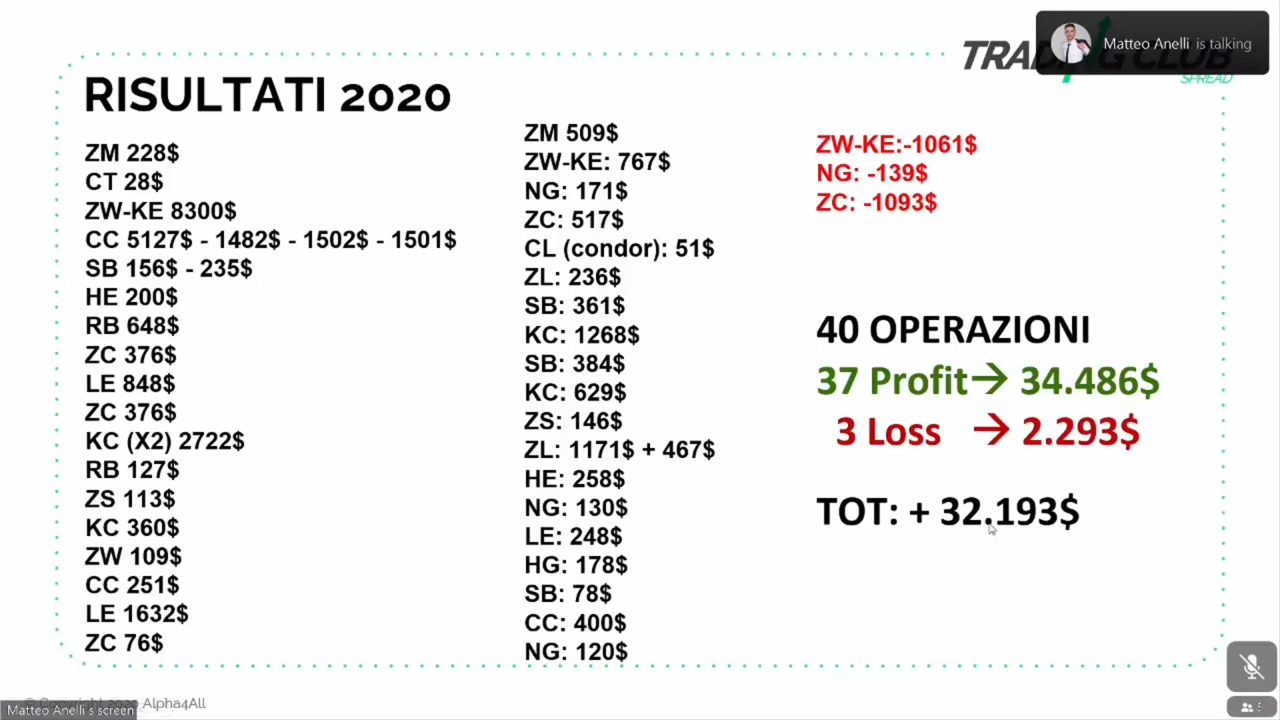 Matteo Anelli is talking
SPREAD
RISULTATI 2020
ZM 228$
CT 28$
ZW-KE 8300$
CC 5127$ - 1482$ - 1502$ - 1501$
SB 156$ - 235$
HE 200$
RB 648$
ZC 376$
LE 848$
ZC 376$
KC (X2) 2722$
RB 127$
ZS 113$
KC 360$
ZW 109$
CC 251$
LE 1632$
ZC 76$
ZM 509$
ZW-KE: 767$
NG: 171$
ZC: 517$
CL (condor): 51$
ZL: 236$
SB: 361$
KC: 1268$
SB: 384$
KC: 629$
ZS: 146$
ZL: 1171$ + 467$
HE: 258$
NG: 130$
LE: 248$
HG: 178$
SB: 78$
CC: 400$
NG: 120$
ZW-KE:-1061$
NG: -139$
ZC: -1093$
40 OPERAZIONI
37 Profit→ 34.486$
3 Loss → 2.293$
TOT: + 32.193$
© Copyright 2020 Alpha4All
Matteo Anelli's screen